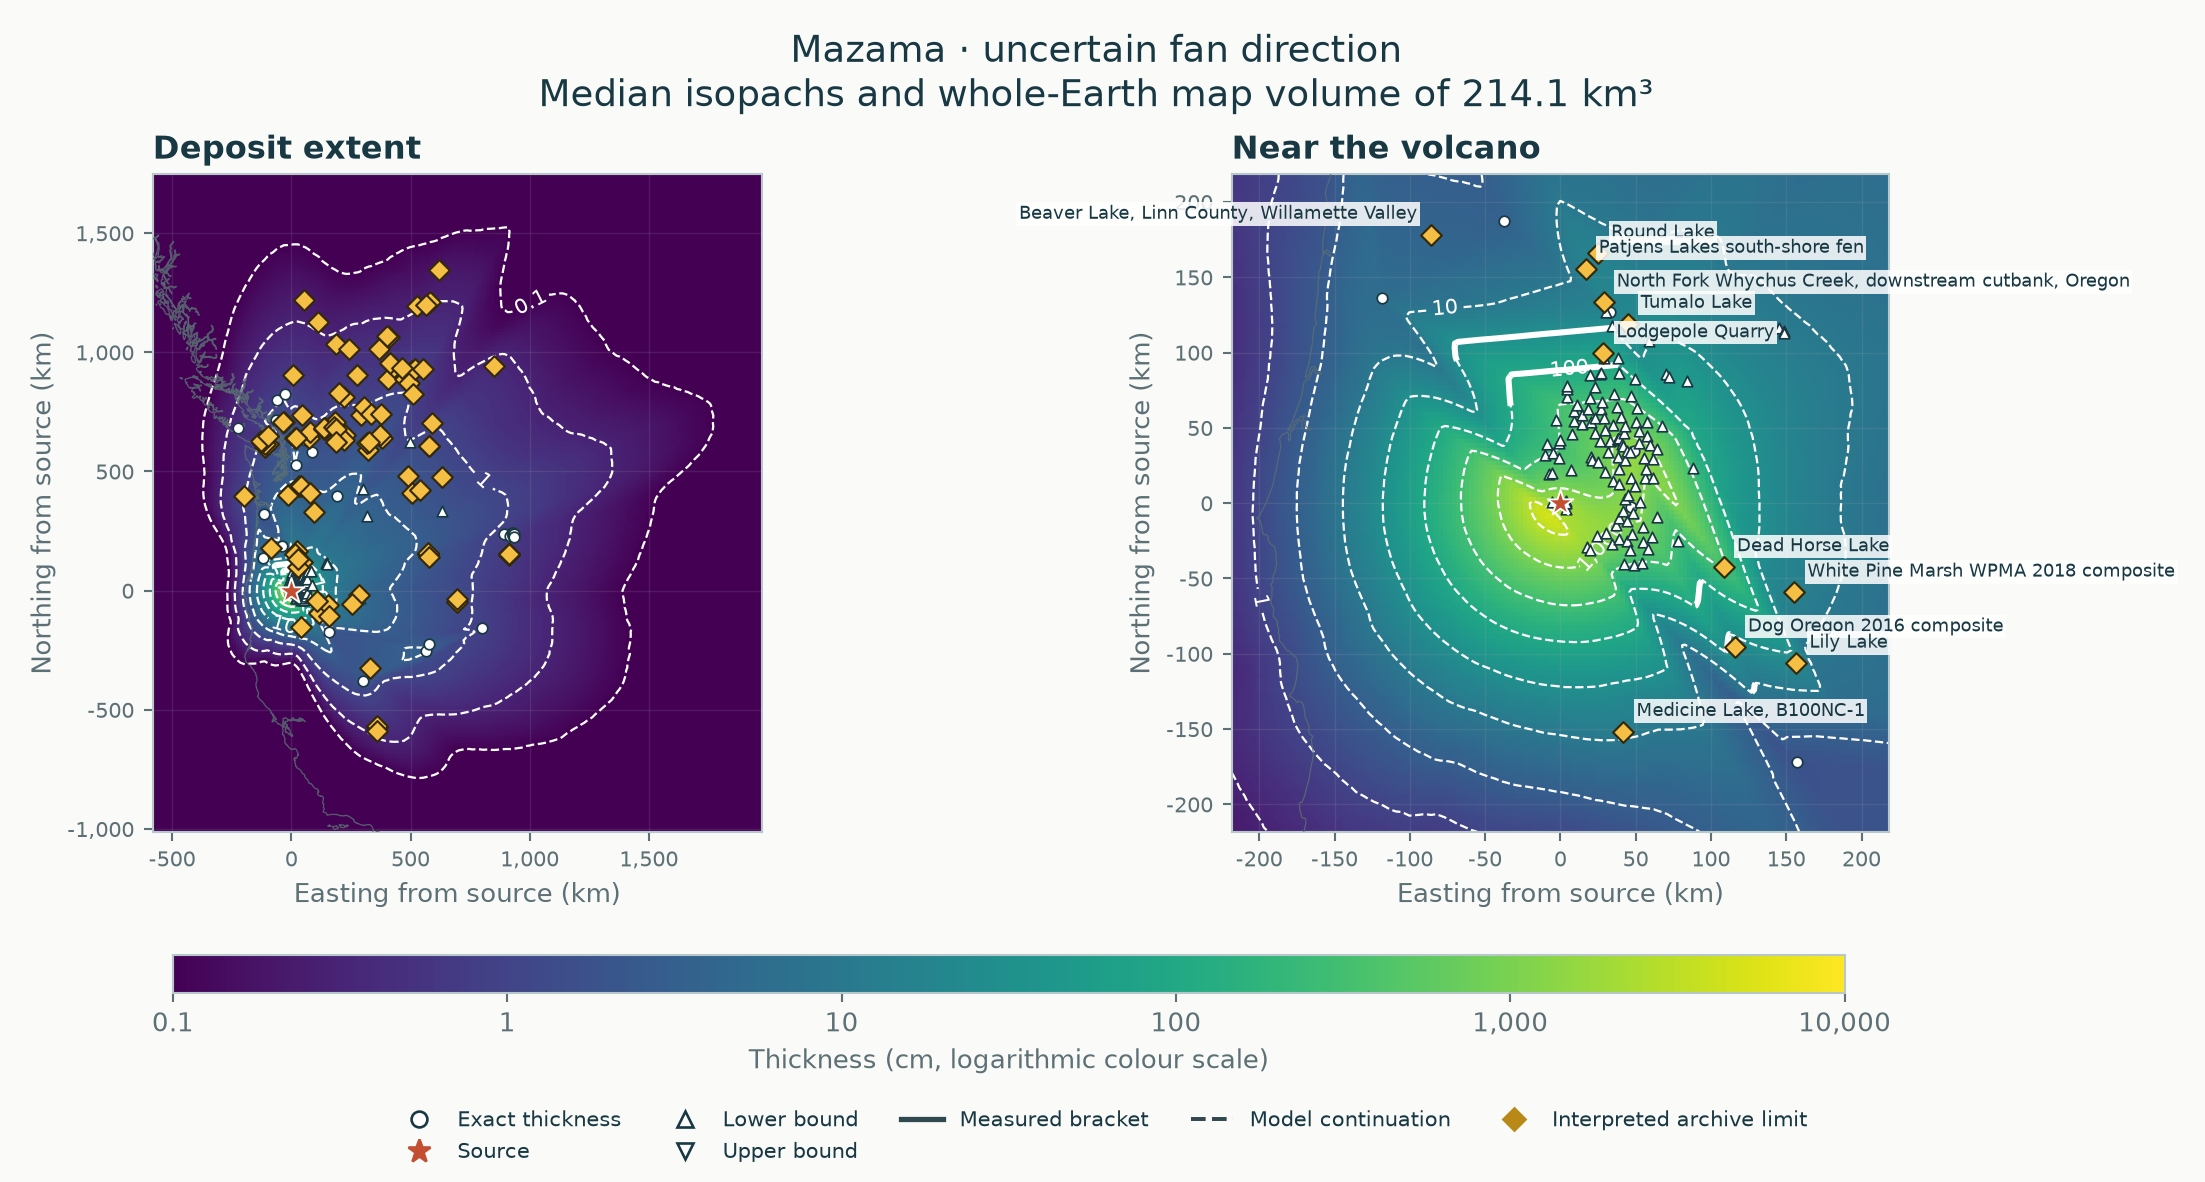 Mazama · uncertain fan direction
Median isopachs and whole-Earth map volume of 214.1 km³
Deposit extent
1,500
1,000
500
0
-500
-1,000
Northing from source (km)
0.1
1
-500
0
500
1,000
1,500
Easting from source (km)
Near the volcano
200
150
100
50
0
-50
-100
-150
-200
Northing from source (km)
Beaver Lake, Linn County, Willamette Valley
Round Lake
Patjens Lakes south-shore fen
North Fork Whychus Creek, downstream cutbank, Oregon
Tumalo Lake
10
Lodgepole Quarry
100
Dead Horse Lake
White Pine Marsh WPMA 2018 composite
1
Dog Oregon 2016 composite
Lily Lake
Medicine Lake, B100NC-1
-200
-150
-100
-50
0
50
100
150
200
Easting from source (km)
0.1
1
10
100
1,000
10,000
Thickness (cm, logarithmic colour scale)
Exact thickness
Lower bound
Measured bracket
Model continuation
Interpreted archive limit
Source
Upper bound